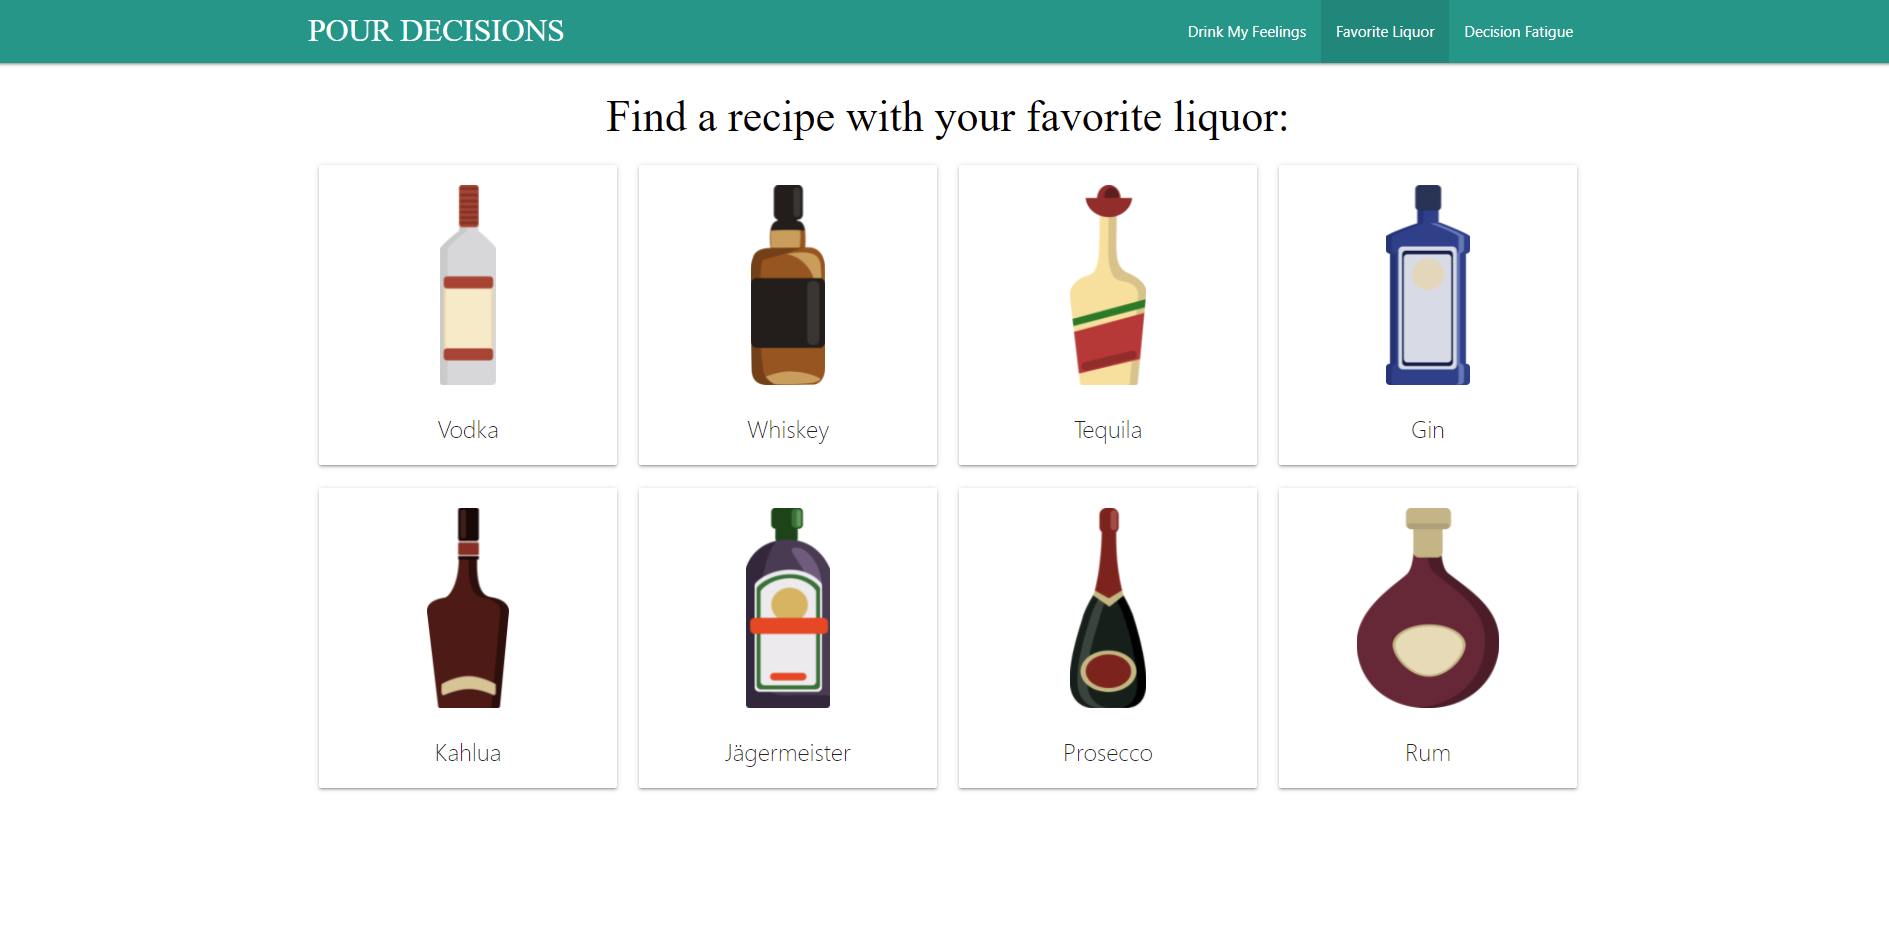 POUR DECISIONS
Drink My Feelings Favorite Liquor Decision Fatigue
Find a recipe with your favorite liquor:
Vodka Whiskey Tequila Gin
Kahlua Jägermeister Prosecco Rum